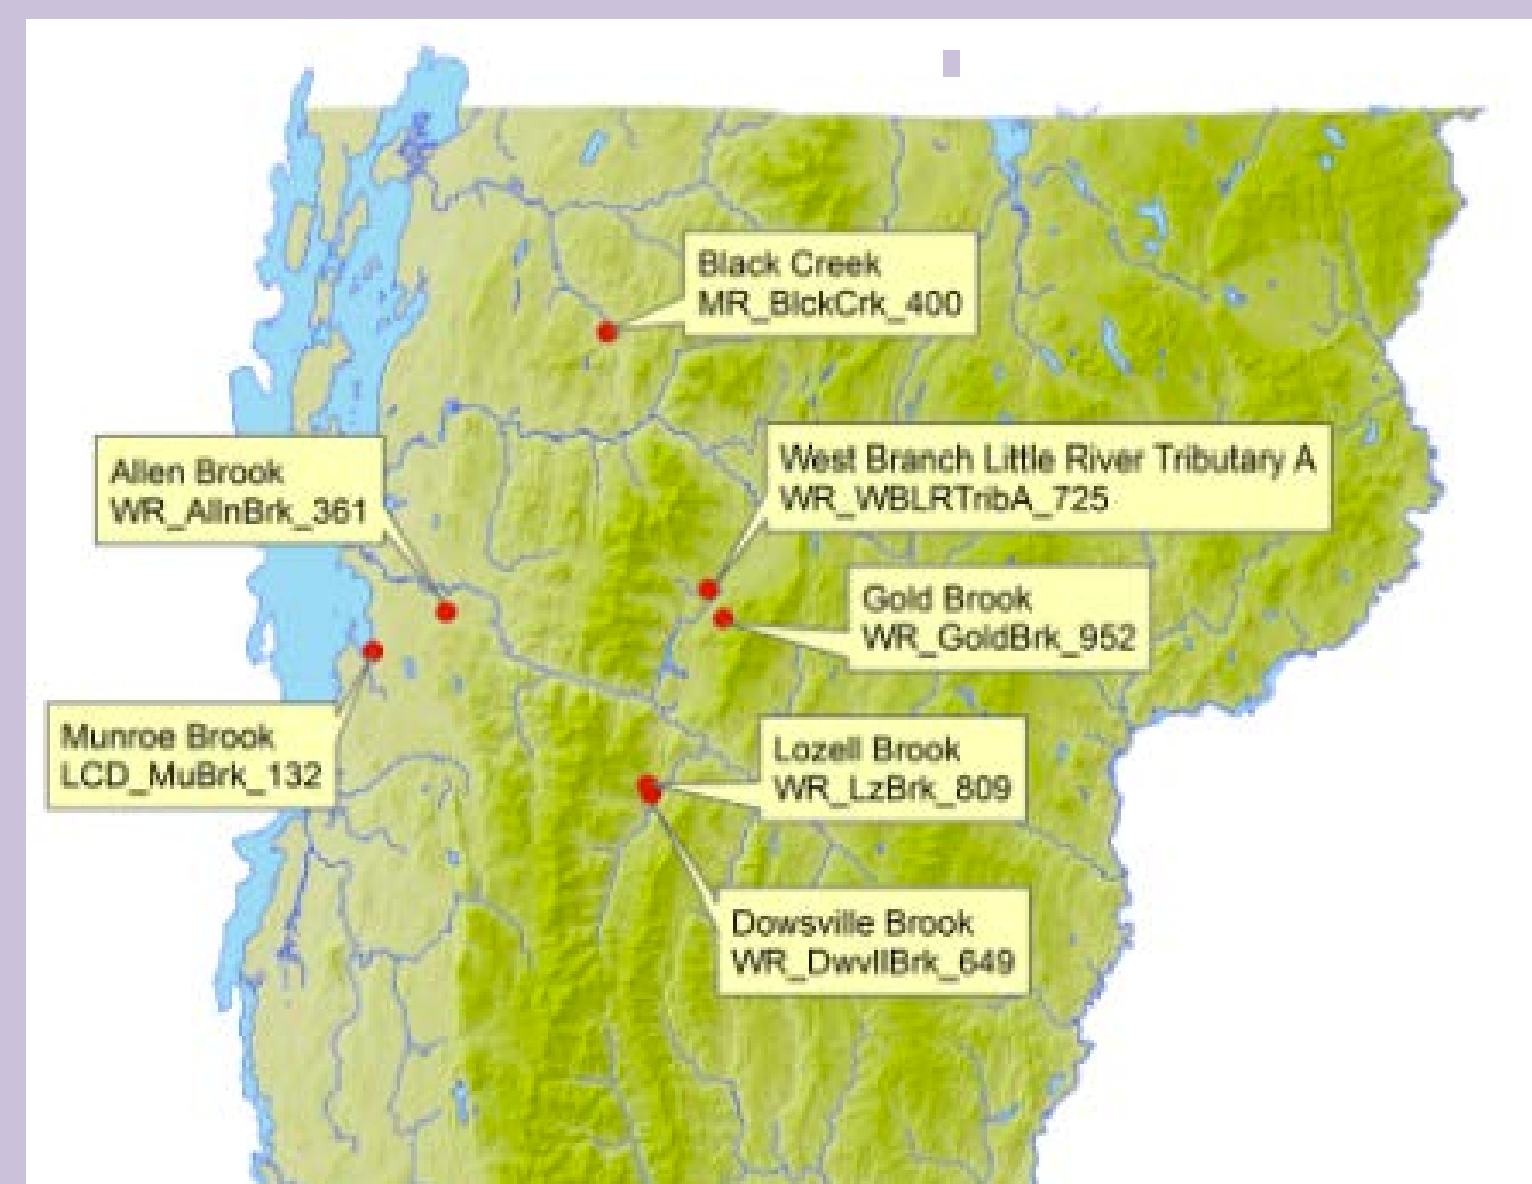 Black Creek
MR_BlckCrk_400
Allen Brook
WR_AllnBrk_361
West Branch Little River Tributary A
WR_WBLRTribA_725
Gold Brook
WR_GoldBrk_952
Munroe Brook
LCD_MuBrk_132
Lozell Brook
WR_LzBrk_809
Dowsville Brook
WR_DwvllBrk_649